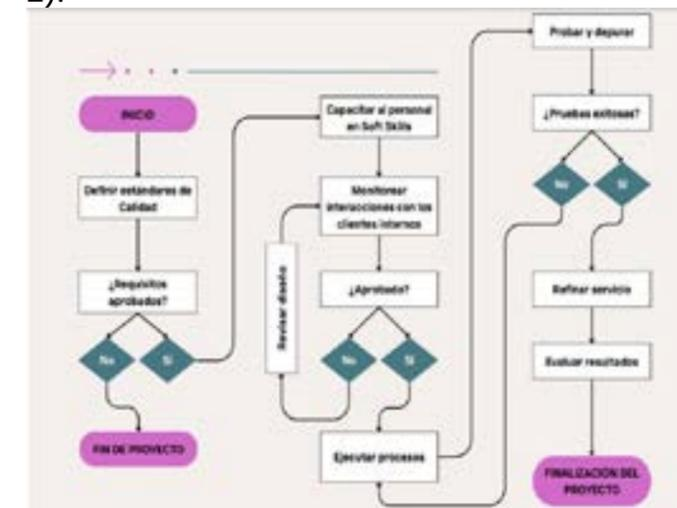 2).
INICIO
Definir estándares de
Calidad
¿Requisitos
aprobados?
No
Sí
FIN DE PROYECTO
Capacitar al personal
en Soft Skills
Monitorear
interacciones con los
clientes internos
Revisar diseño
¿Aprobado?
No
Sí
Ejecutar procesos
Probar y depurar
¿Pruebas exitosas?
No
Sí
Refinar servicio
Evaluar resultados
FINALIZACIÓN DEL
PROYECTO